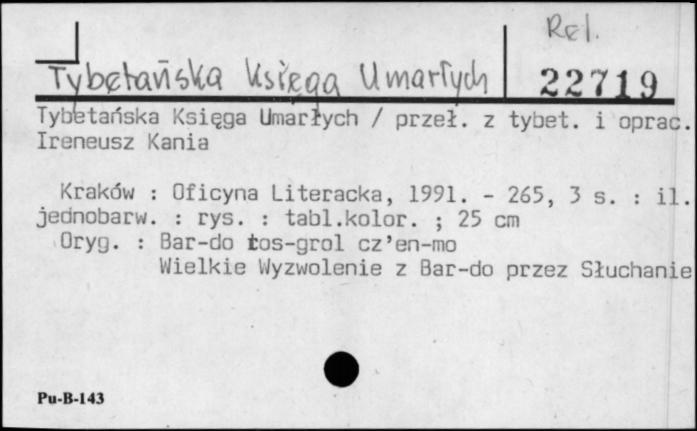 Rel.
Tybetańska Księga Umarłych
22719
Tybetańska Księga Umarłych / przeł. z tybet. i oprac.
Ireneusz Kania
Kraków : Oficyna Literacka, 1991. - 265, 3 s. : il.
jednobarw. : rys. : tabl.kolor. ; 25 cm
Oryg. : Bar-do tos-grol cz'en-mo
Wielkie Wyzwolenie z Bar-do przez Słuchanie
Pu-B-143